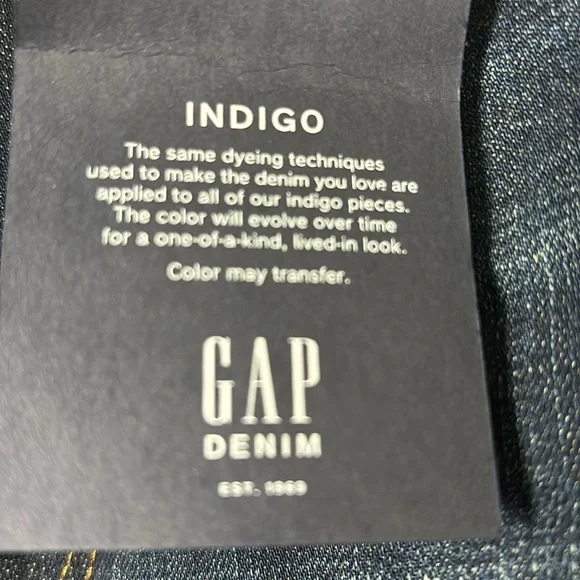 INDIGO
The same dyeing techniques
used to make the denim you love are
applied to all of our indigo pieces.
The color will evolve over time
for a one-of-a-kind, lived-in look.
Color may transfer.
GAP
DENIM
EST. 1969